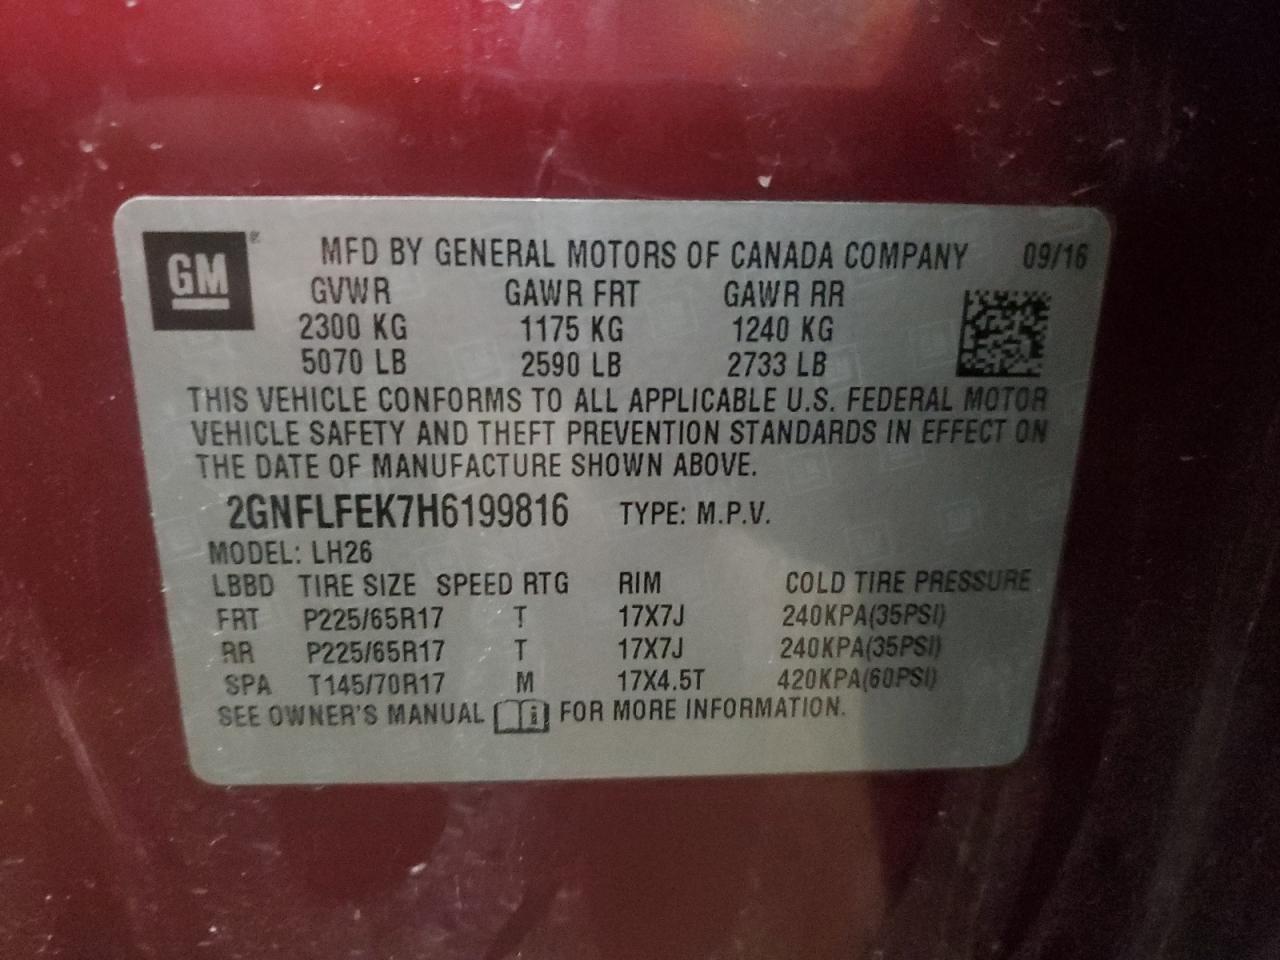 GM
MFD BY GENERAL MOTORS OF CANADA COMPANY 09/16
GVWR GAWR FRT GAWR RR
2300 KG 1175 KG 1240 KG
5070 LB 2590 LB 2733 LB
THIS VEHICLE CONFORMS TO ALL APPLICABLE U.S. FEDERAL MOTOR
VEHICLE SAFETY AND THEFT PREVENTION STANDARDS IN EFFECT ON
THE DATE OF MANUFACTURE SHOWN ABOVE.
2GNFLFEK7H6199816 TYPE: M.P.V.
MODEL: LH26
LBBD TIRE SIZE SPEED RTG RIM COLD TIRE PRESSURE
FRT P225/65R17 T 17X7J 240KPA(35PSI)
RR P225/65R17 T 17X7J 240KPA(35PSI)
SPA T145/70R17 M 17X4.5T 420KPA(60PSI)
SEE OWNER'S MANUAL i FOR MORE INFORMATION.